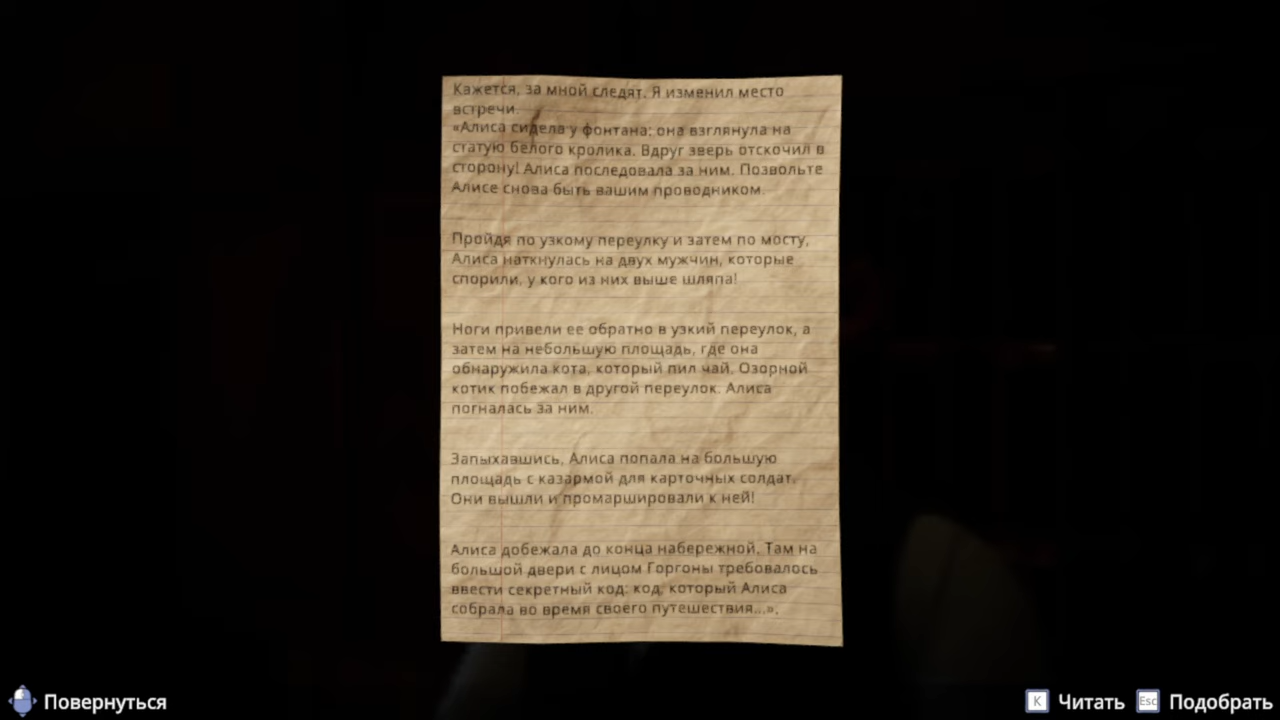 Кажется, за мной следят. Я изменил место
встречи.
«Алиса сидела у фонтана; она взглянула на
статую белого кролика. Вдруг зверь отскочил в
сторону! Алиса последовала за ним. Позвольте
Алисе снова быть вашим проводником.
Пройдя по узкому переулку и затем по мосту,
Алиса наткнулась на двух мужчин, которые
спорили, у кого из них выше шляпа!
Ноги привели ее обратно в узкий переулок, а
затем на небольшую площадь, где она
обнаружила кота, который пил чай. Озорной
котик побежал в другой переулок. Алиса
погналась за ним.
Запыхавшись, Алиса попала на большую
площадь с казармой для карточных солдат.
Они вышли и промаршировали к ней!
Алиса добежала до конца набережной. Там на
большой двери с лицом Горгоны требовалось
ввести секретный код: код, который Алиса
собрала во время своего путешествия...».
Повернуться
K Читать Esc Подобрать